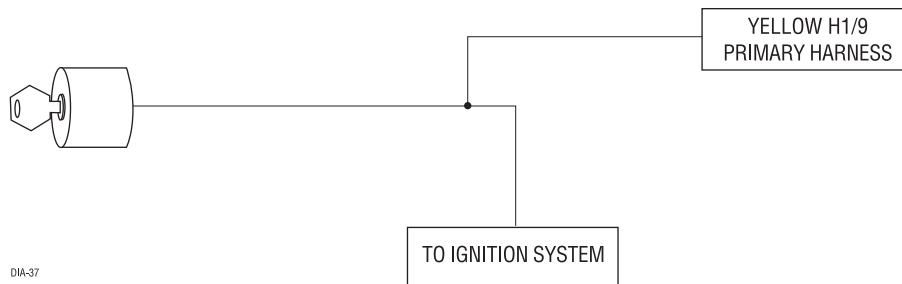 YELLOW H1/9
PRIMARY HARNESS
TO IGNITION SYSTEM
DIA-37